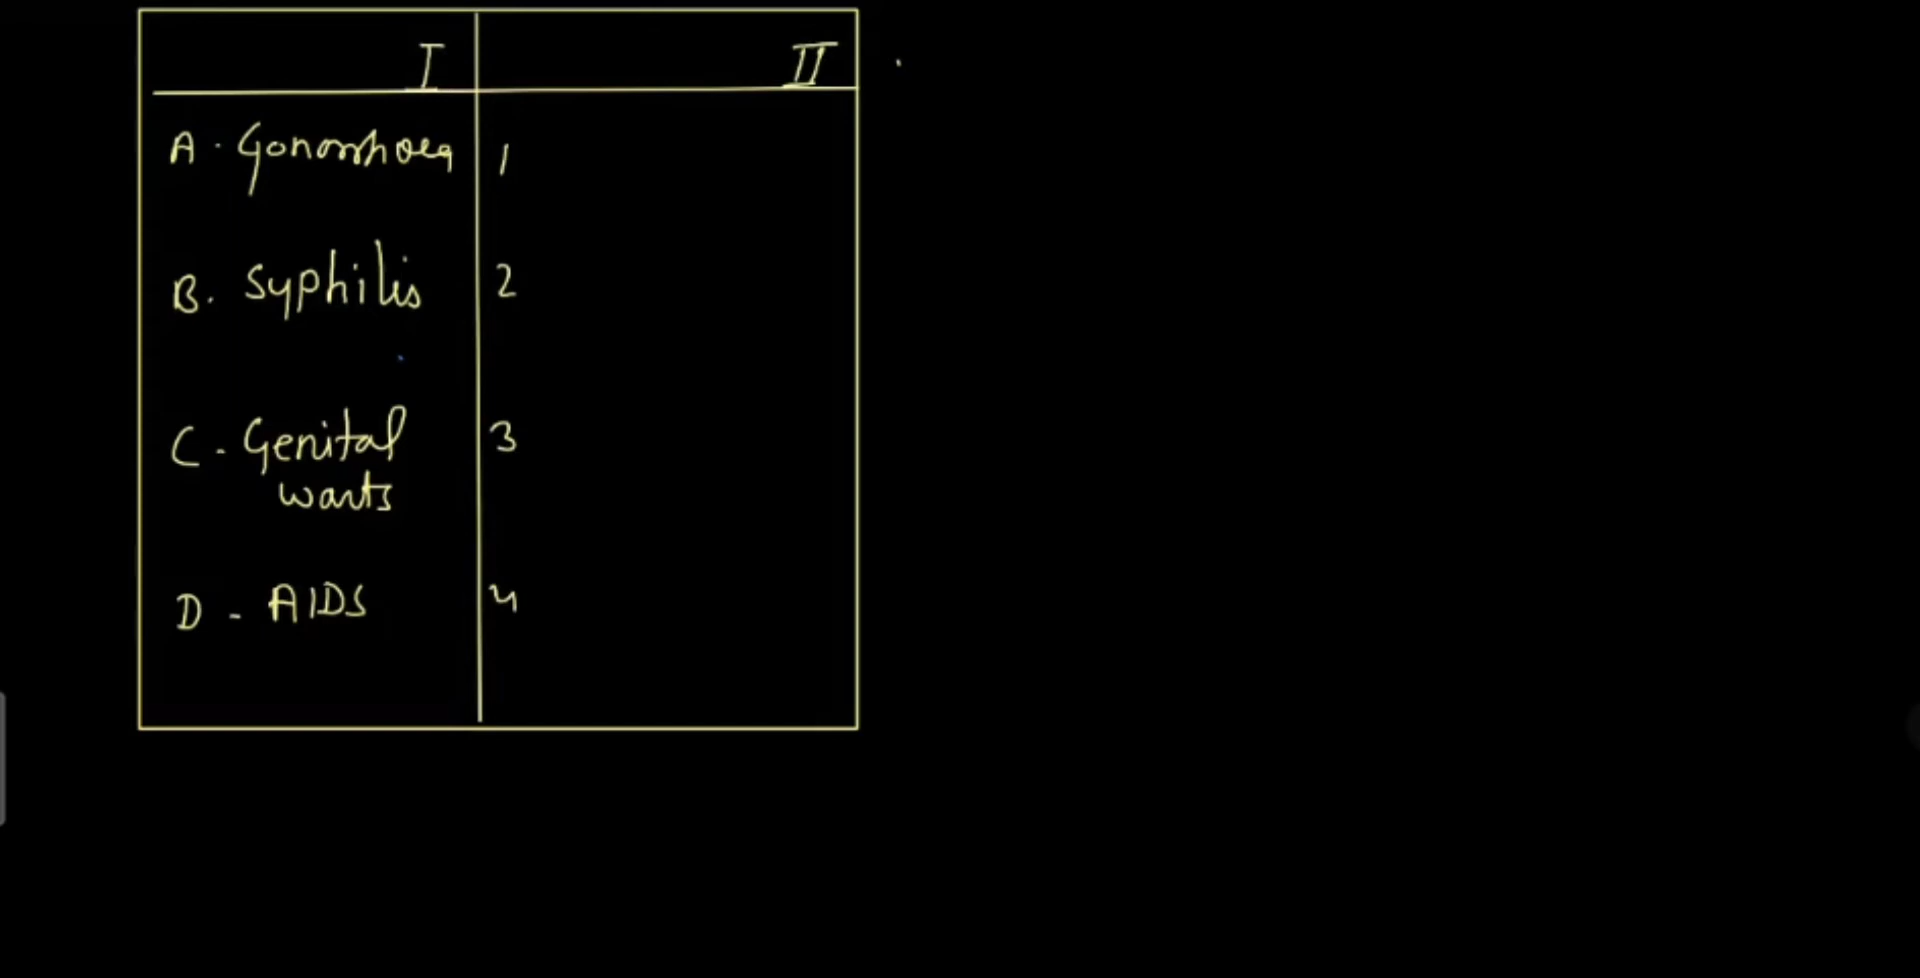 I II
A. Gonorrhoea 1
B. Syphilis 2
C - Genital 3
warts
D - AIDS 4